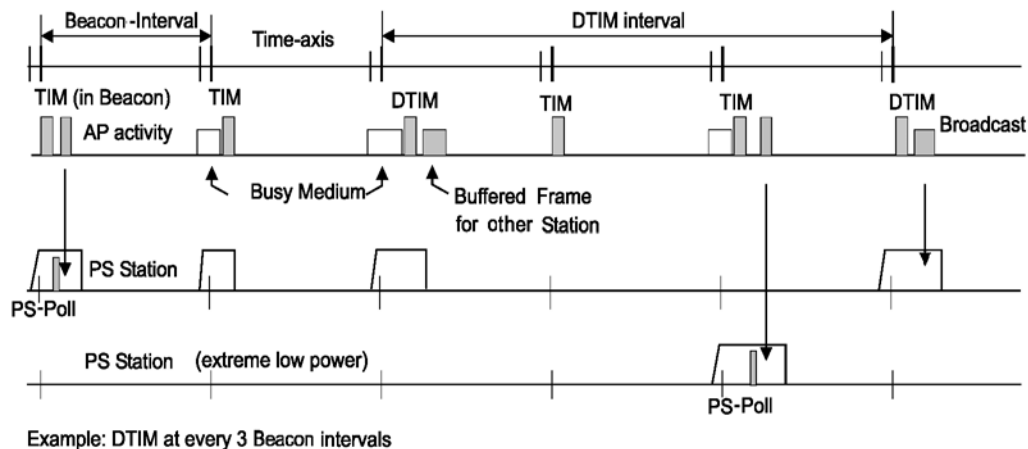 Beacon-Interval
DTIM interval
Time-axis
TIM (in Beacon)
TIM
DTIM
TIM
TIM
DTIM
AP activity
Broadcast
Busy Medium
Buffered Frame
for other Station
PS Station
PS-Poll
PS Station (extreme low power)
PS-Poll
Example: DTIM at every 3 Beacon intervals